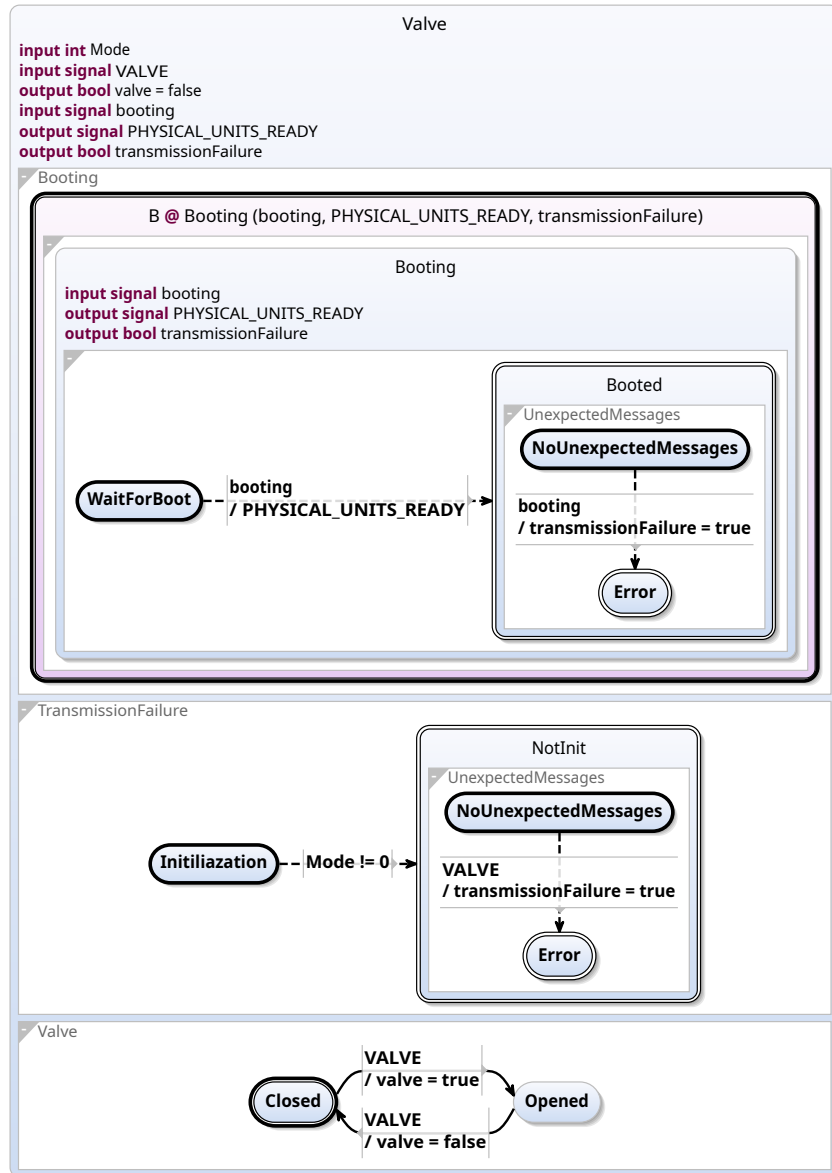 Valve
input int Mode
input signal VALVE
output bool valve = false
input signal booting
output signal PHYSICAL_UNITS_READY
output bool transmissionFailure
- Booting
B @ Booting (booting, PHYSICAL_UNITS_READY, transmissionFailure)
-
Booting
input signal booting
output signal PHYSICAL_UNITS_READY
output bool transmissionFailure
-
Booted
- UnexpectedMessages
NoUnexpectedMessages
WaitForBoot
booting
/ PHYSICAL_UNITS_READY
booting
/ transmissionFailure = true
Error
- TransmissionFailure
NotInit
- UnexpectedMessages
NoUnexpectedMessages
Initiliazation
Mode != 0
VALVE
/ transmissionFailure = true
Error
- Valve
VALVE
/ valve = true
Closed
Opened
VALVE
/ valve = false